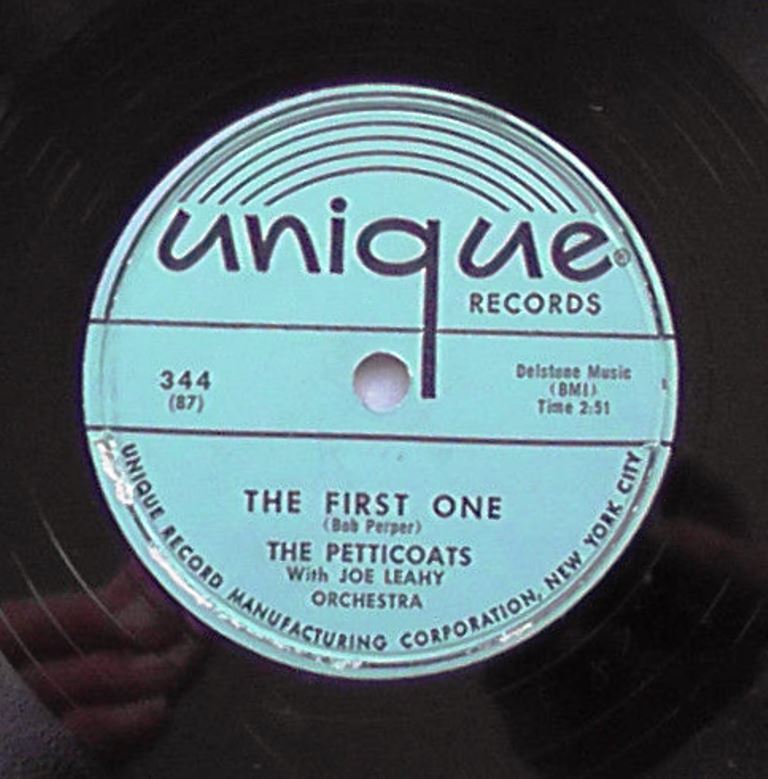 unique®
RECORDS
344
(87)
Delstone Music
(BMI)
Time 2:51
THE FIRST ONE
(Bob Perper)
THE PETTICOATS
With JOE LEAHY
ORCHESTRA
UNIQUE RECORD MANUFACTURING CORPORATION, NEW YORK CITY